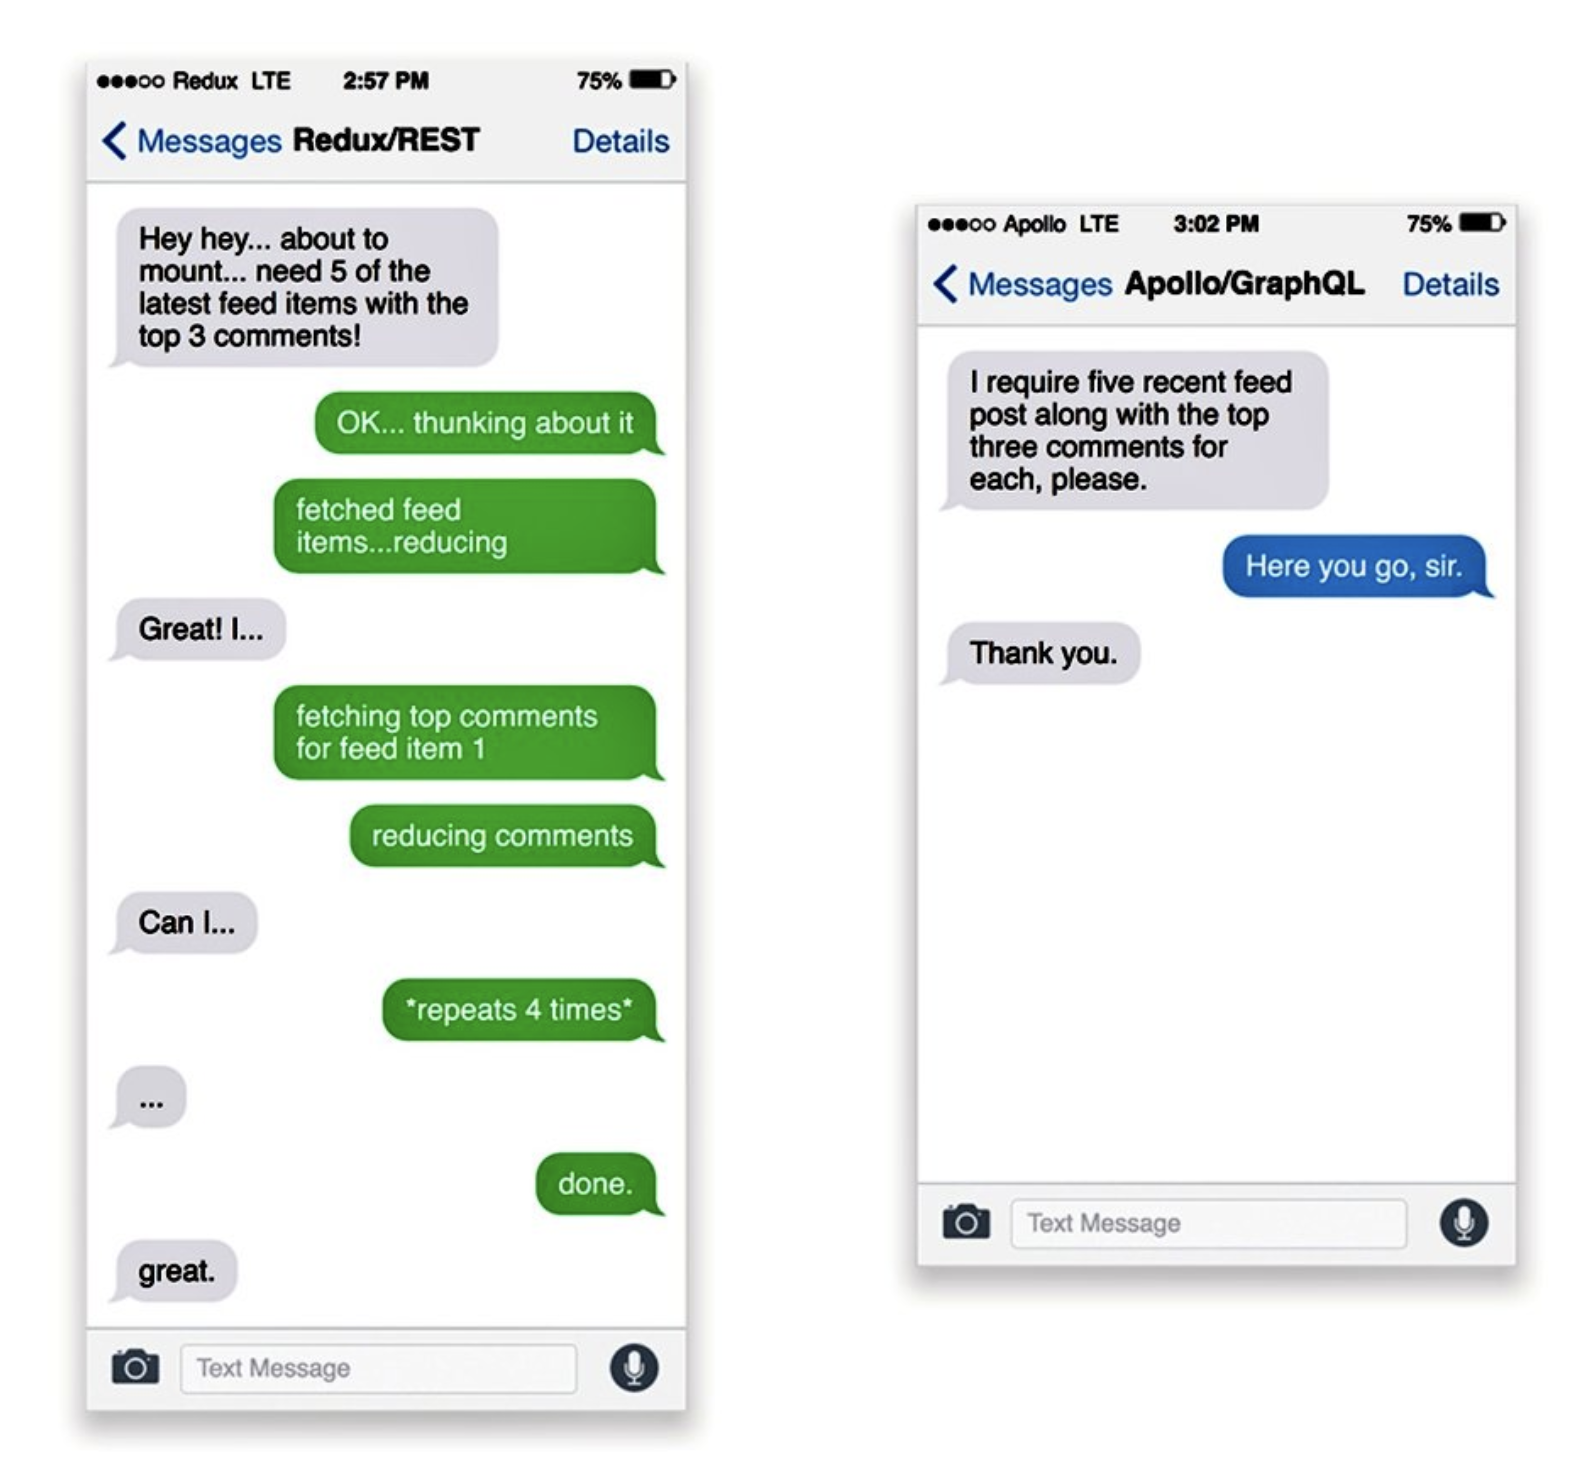 Redux LTE 2:57 PM 75%
Messages Redux/REST Details
Hey hey... about to
mount... need 5 of the
latest feed items with the
top 3 comments!
OK... thunking about it
fetched feed
items...reducing
Great! I...
fetching top comments
for feed item 1
reducing comments
Can I...
*repeats 4 times*
...
done.
great.
Text Message
Apollo LTE 3:02 PM 75%
Messages Apollo/GraphQL Details
I require five recent feed
post along with the top
three comments for
each, please.
Here you go, sir.
Thank you.
Text Message